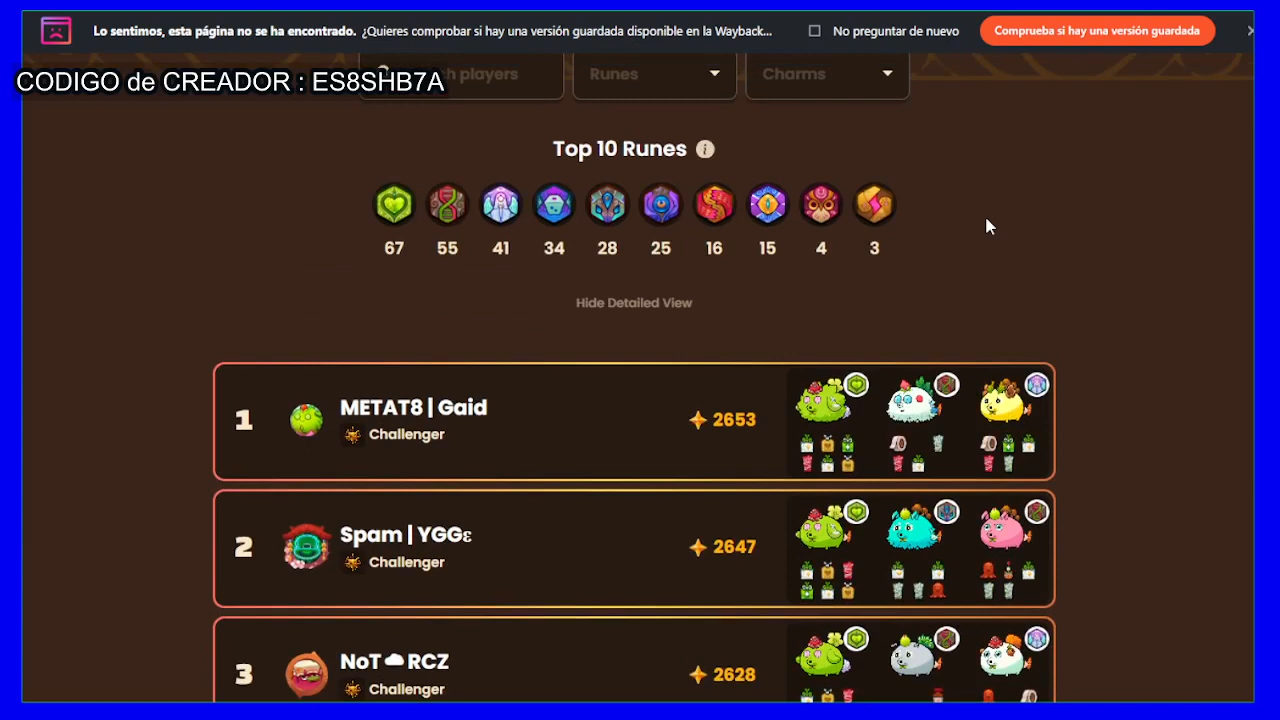 Lo sentimos, esta página no se ha encontrado. ¿Quieres comprobar si hay una versión guardada disponible en la Wayback...
No preguntar de nuevo
Comprueba si hay una versión guardada
CODIGO de CREADOR : ES8SHB7A
players
Runes
Charms
Top 10 Runes
67 55 41 34 28 25 16 15 4 3
Hide Detailed View
1
METAT8 | Gaid
Challenger
2653
2
Spam | YGGε
Challenger
2647
3
NoT☁RCZ
Challenger
2628